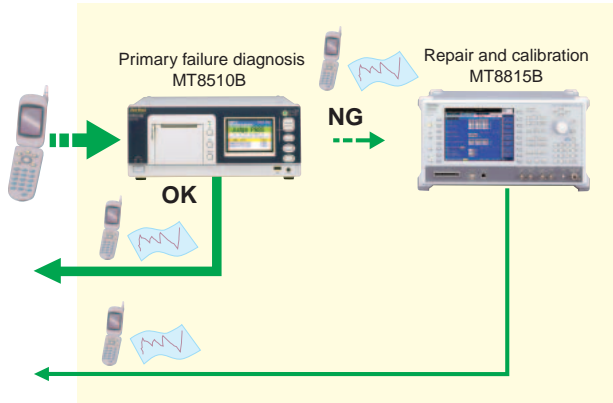 Primary failure diagnosis
MT8510B
Repair and calibration
MT8815B
NG
OK